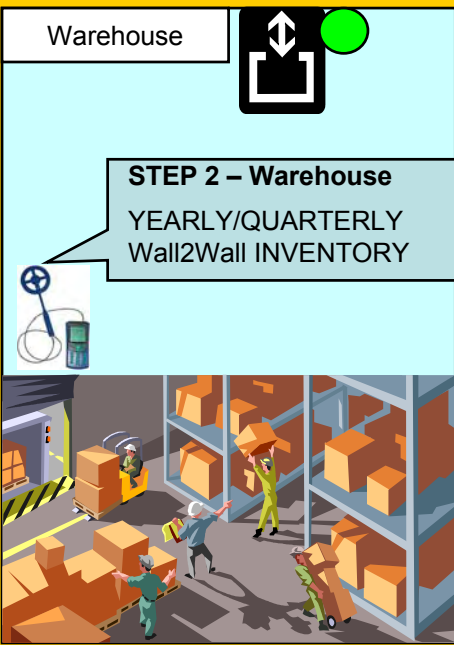 Warehouse
STEP 2 – Warehouse
YEARLY/QUARTERLY
Wall2Wall INVENTORY